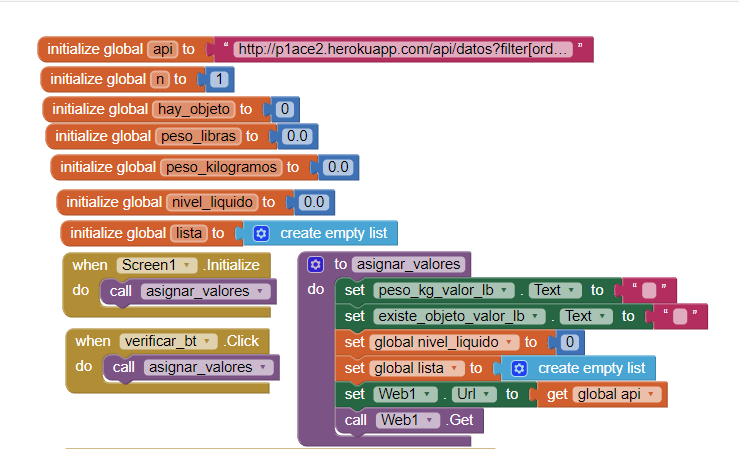 initialize global api to " http://p1ace2.herokuapp.com/api/datos?filter[ord... "
initialize global n to 1
initialize global hay_objeto to 0
initialize global peso_libras to 0.0
initialize global peso_kilogramos to 0.0
initialize global nivel_liquido to 0.0
initialize global lista to create empty list
when Screen1 .Initialize
do call asignar_valores
when verificar_bt .Click
do call asignar_valores
to asignar_valores
do set peso_kg_valor_lb . Text to " "
set existe_objeto_valor_lb . Text to " "
set global nivel_liquido to 0
set global lista to create empty list
set Web1 . Url to get global api
call Web1 .Get